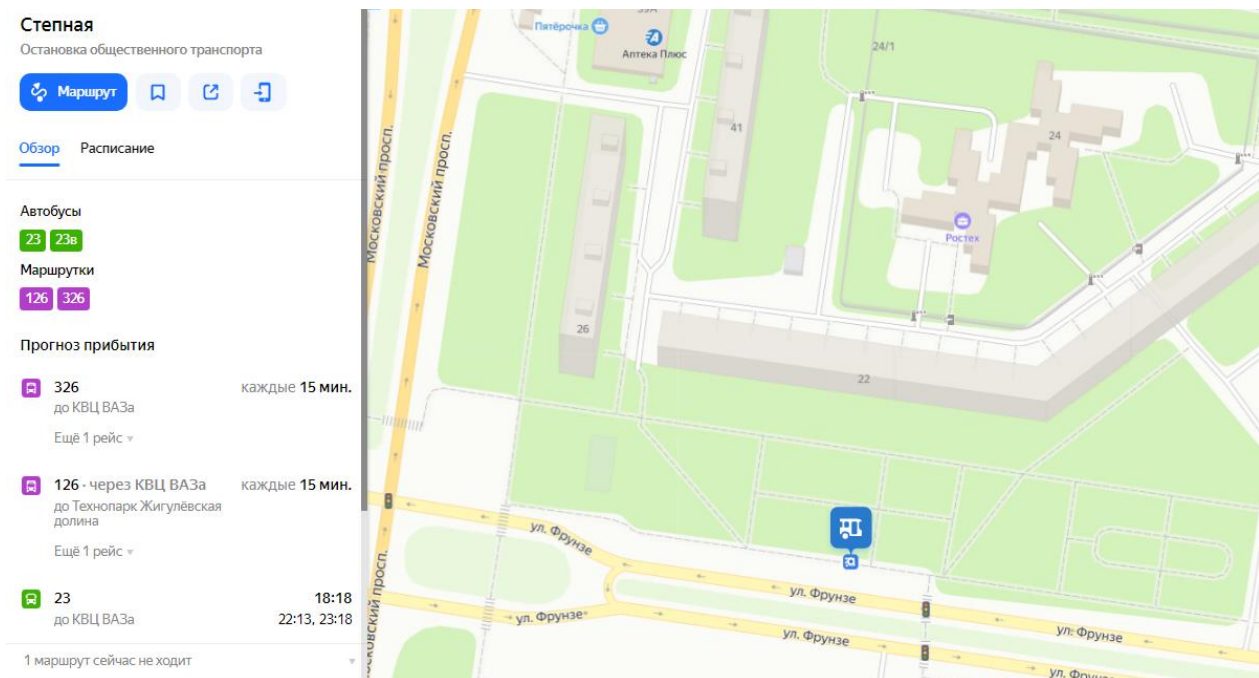 Степная
Остановка общественного транспорта
Маршрут
Обзор Расписание
Автобусы
23 23в
Маршрутки
126 326
Прогноз прибытия
326 каждые 15 мин.
до КВЦ ВАЗа
Ещё 1 рейс
126 · через КВЦ ВАЗа каждые 15 мин.
до Технопарк Жигулёвская
долина
Ещё 1 рейс
23 18:18
до КВЦ ВАЗа 22:13, 23:18
1 маршрут сейчас не ходит
39А
Пятёрочка
Аптека Плюс
24/1
41
24
Московский просп.
Московский просп.
Ростех
26
22
ул. Фрунзе
ул. Фрунзе
ул. Фрунзе
ул. Фрунзе
ул. Фрунзе